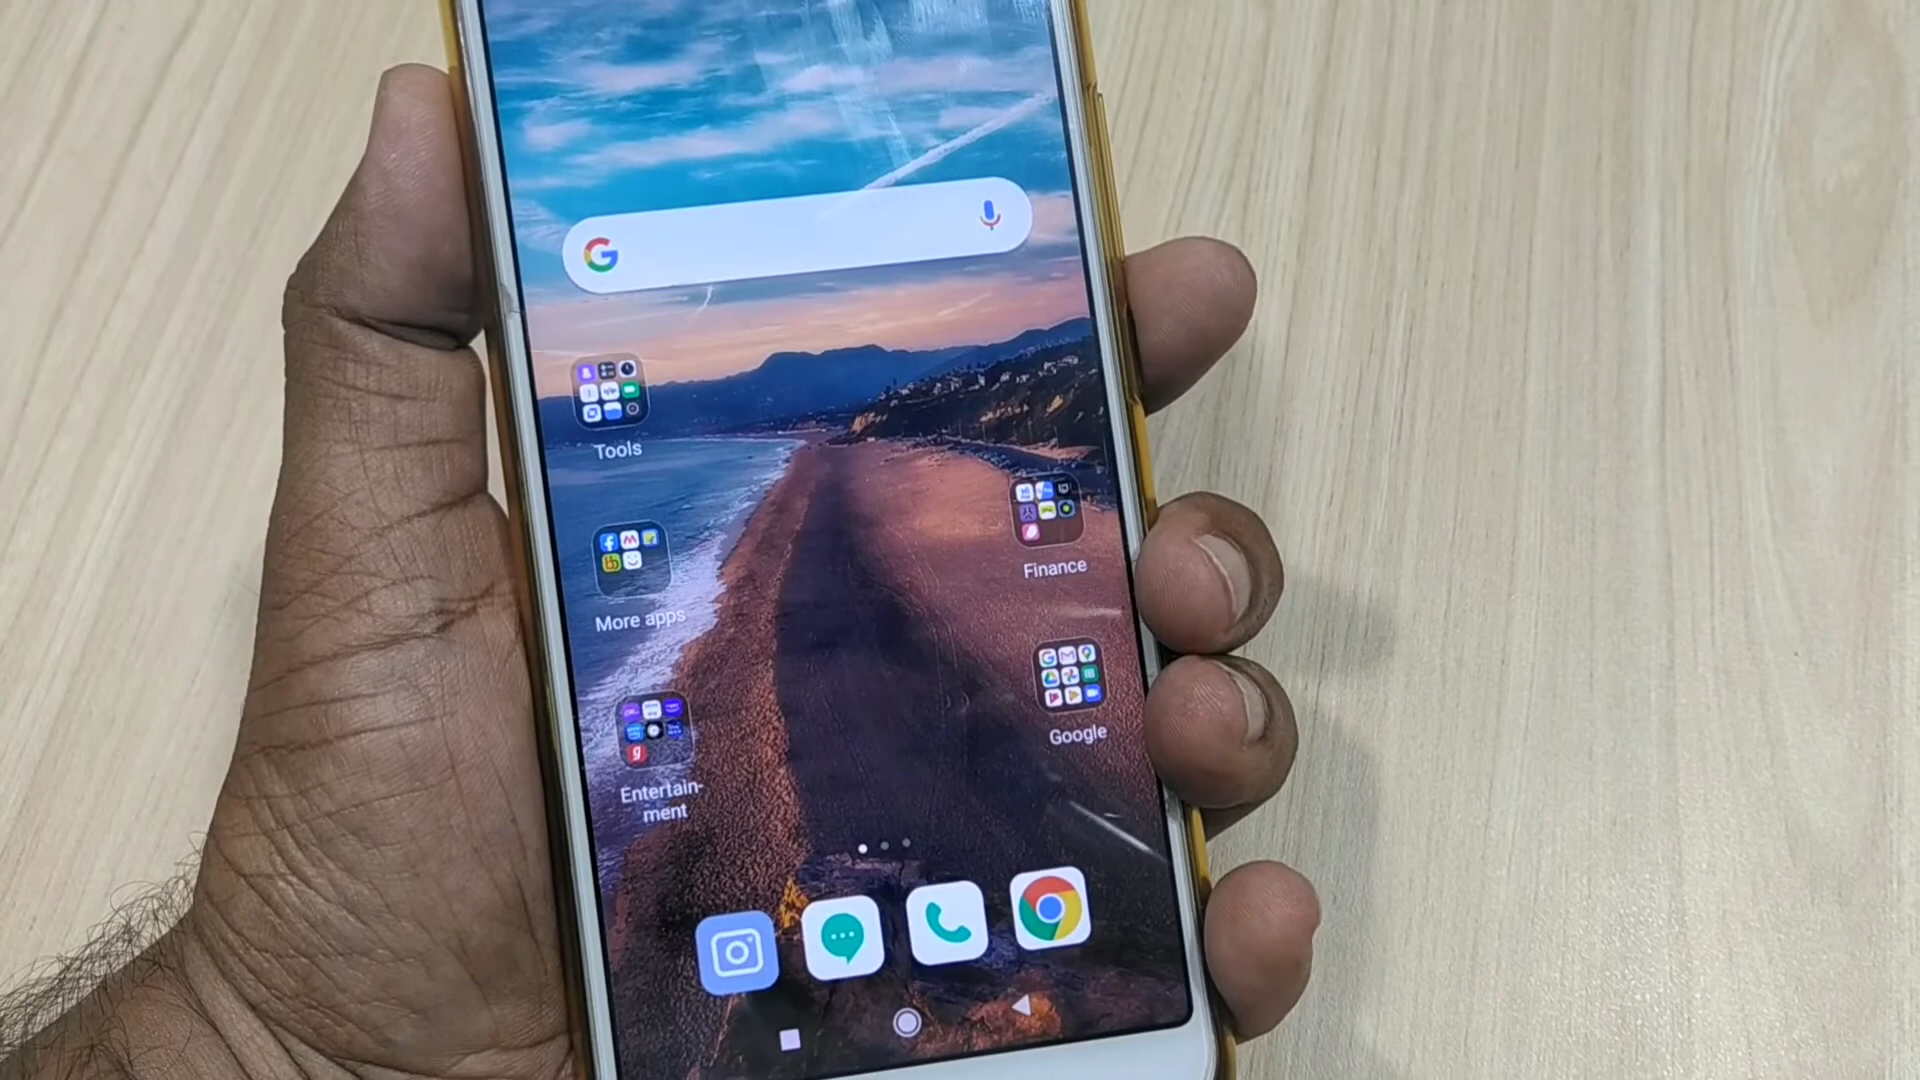 Tools
Finance
More apps
Google
Entertain-
ment